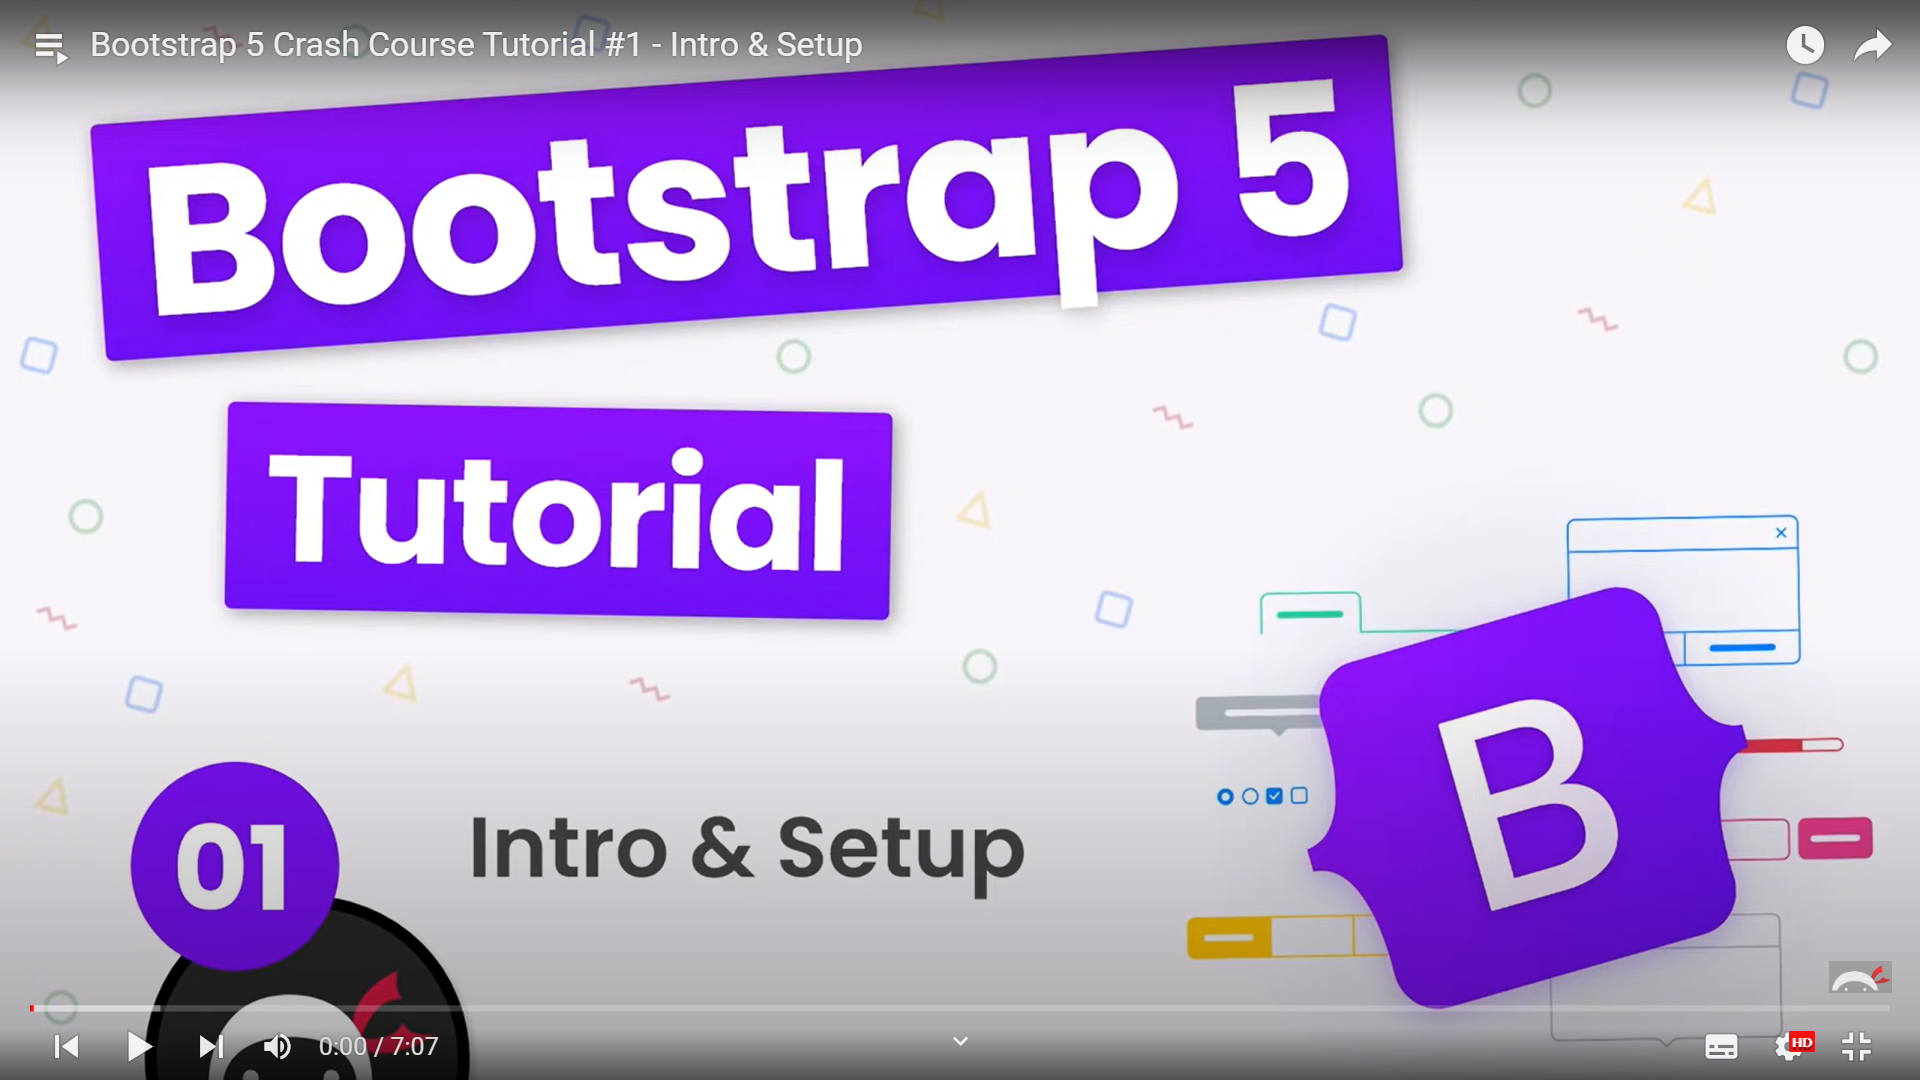 Bootstrap 5 Crash Course Tutorial #1 - Intro & Setup
Bootstrap 5
Tutorial
01
Intro & Setup
B
0:00 / 7:07
HD